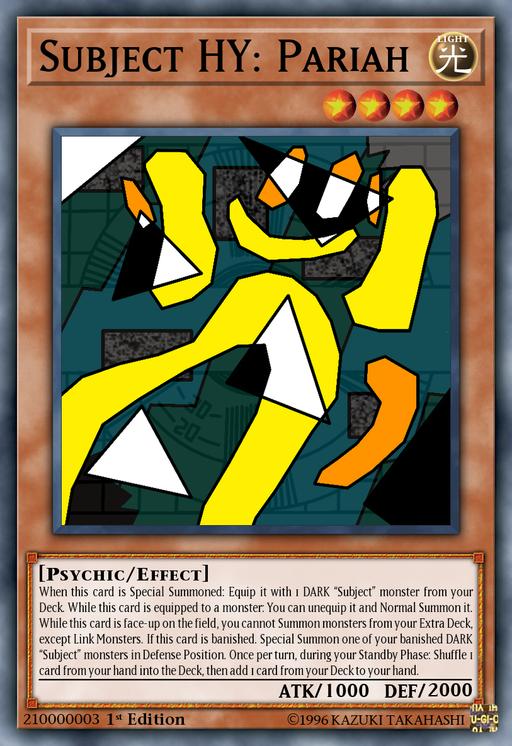 SUBJECT HY: PARIAH
LIGHT
光
[PSYCHIC/EFFECT]
When this card is Special Summoned: Equip it with 1 DARK “Subject” monster from your
Deck. While this card is equipped to a monster: You can unequip it and Normal Summon it.
While this card is face-up on the field, you cannot Summon monsters from your Extra Deck,
except Link Monsters. If this card is banished. Special Summon one of your banished DARK
“Subject” monsters in Defense Position. Once per turn, during your Standby Phase: Shuffle 1
card from your hand into the Deck, then add 1 card from your Deck to your hand.
ATK/1000 DEF/2000
210000003 1st Edition ©1996 KAZUKI TAKAHASHI